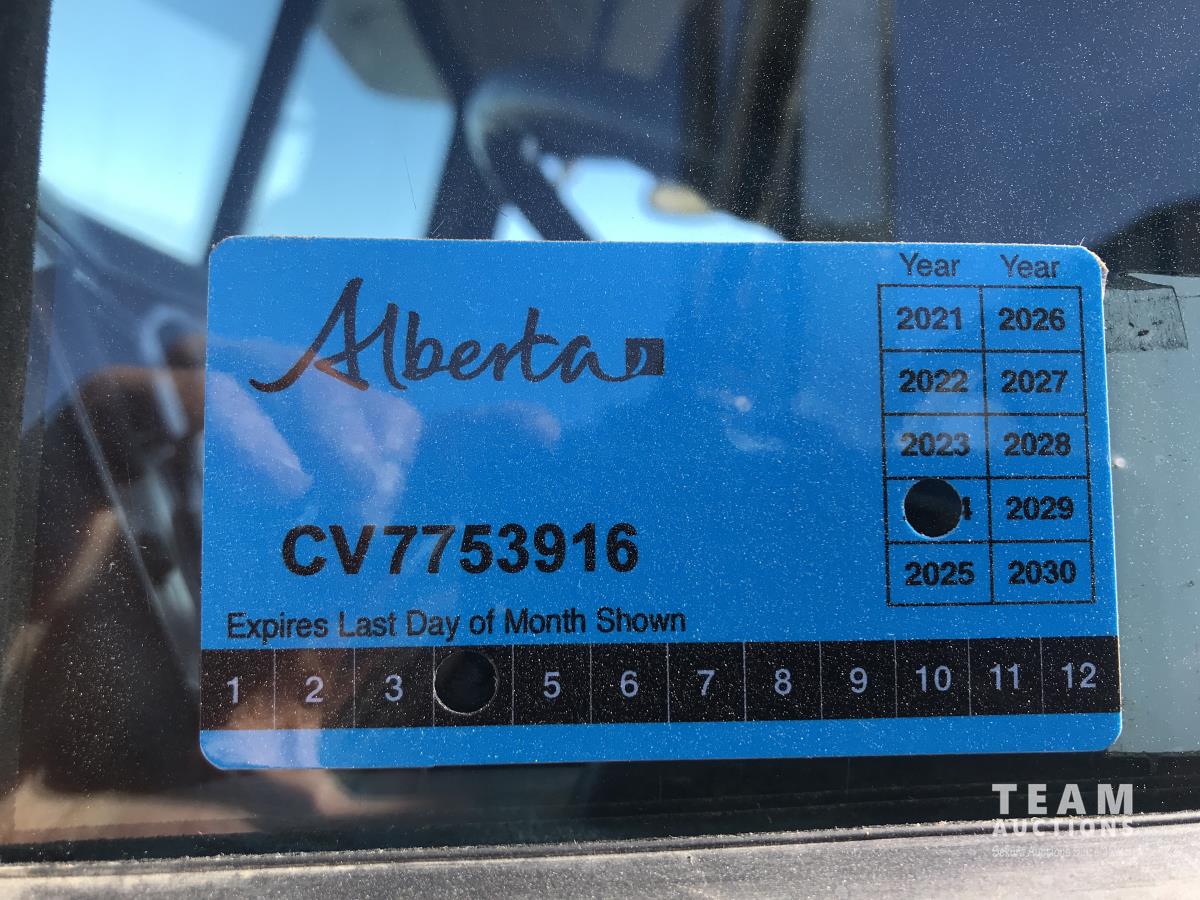 Alberta
Year Year
2021 2026
2022 2027
2023 2028
4 2029
2025 2030
CV7753916
Expires Last Day of Month Shown
1 2 3 5 6 7 8 9 10 11 12
TEAM
AUCTIONS